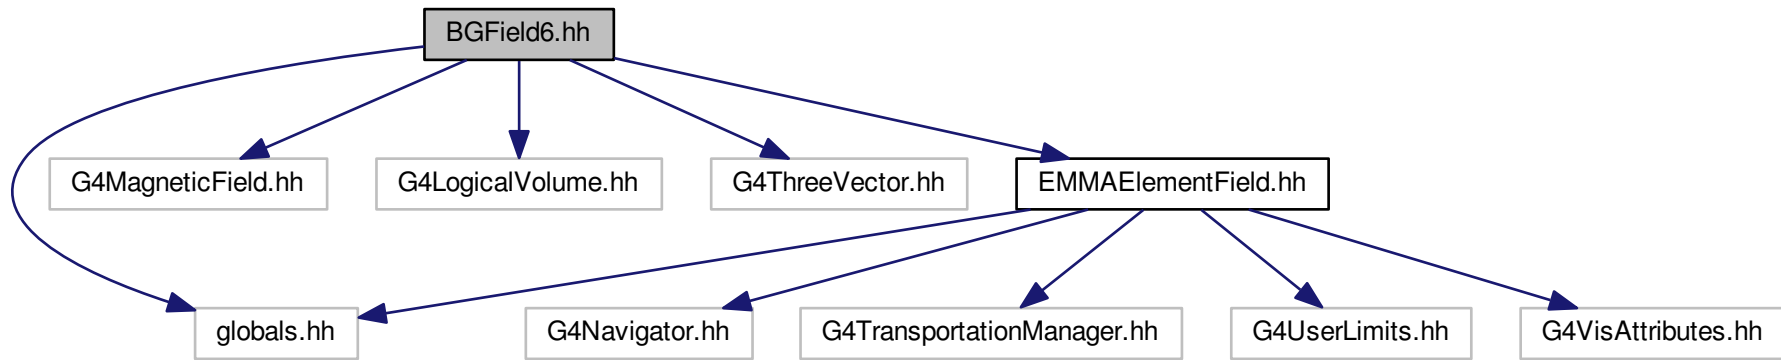 BGField6.hh
G4MagneticField.hh
G4LogicalVolume.hh
G4ThreeVector.hh
EMMAElementField.hh
globals.hh
G4Navigator.hh
G4TransportationManager.hh
G4UserLimits.hh
G4VisAttributes.hh